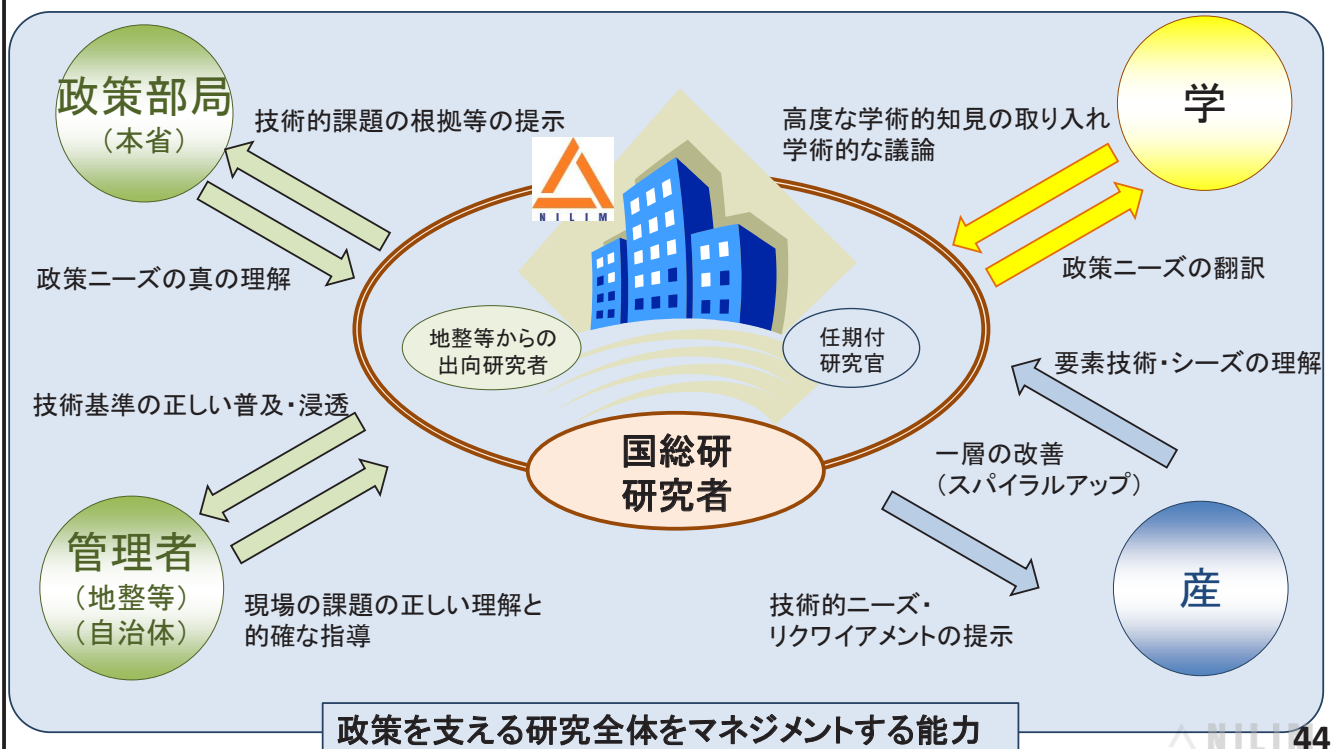 政策部局
（本省）
技術的課題の根拠等の提示
高度な学術的知見の取り入れ
学術的な議論
学
NILIM
政策ニーズの真の理解
政策ニーズの翻訳
地整等からの
出向研究者
任期付
研究官
要素技術・シーズの理解
技術基準の正しい普及・浸透
国総研
研究者
一層の改善
（スパイラルアップ）
管理者
（地整等）
（自治体）
産
現場の課題の正しい理解と
的確な指導
技術的ニーズ・
リクワイアメントの提示
政策を支える研究全体をマネジメントする能力
NILIM
44